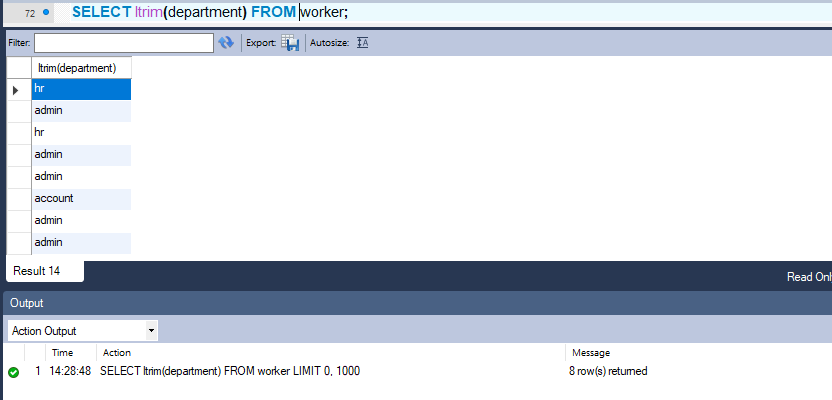 72 SELECT ltrim(department) FROM worker;
Filter: Export: Autosize:
ltrim(department)
hr
admin
hr
admin
admin
account
admin
admin
Result 14
Read Onl
Output
Action Output
Time Action Message
1 14:28:48 SELECT ltrim(department) FROM worker LIMIT 0, 1000 8 row(s) returned